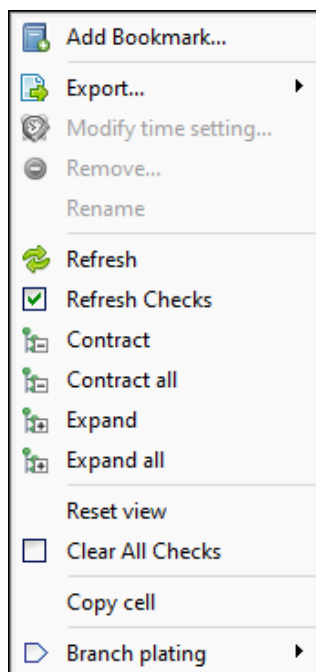 Add Bookmark...
Export...
Modify time setting...
Remove...
Rename
Refresh
Refresh Checks
Contract
Contract all
Expand
Expand all
Reset view
Clear All Checks
Copy cell
Branch plating